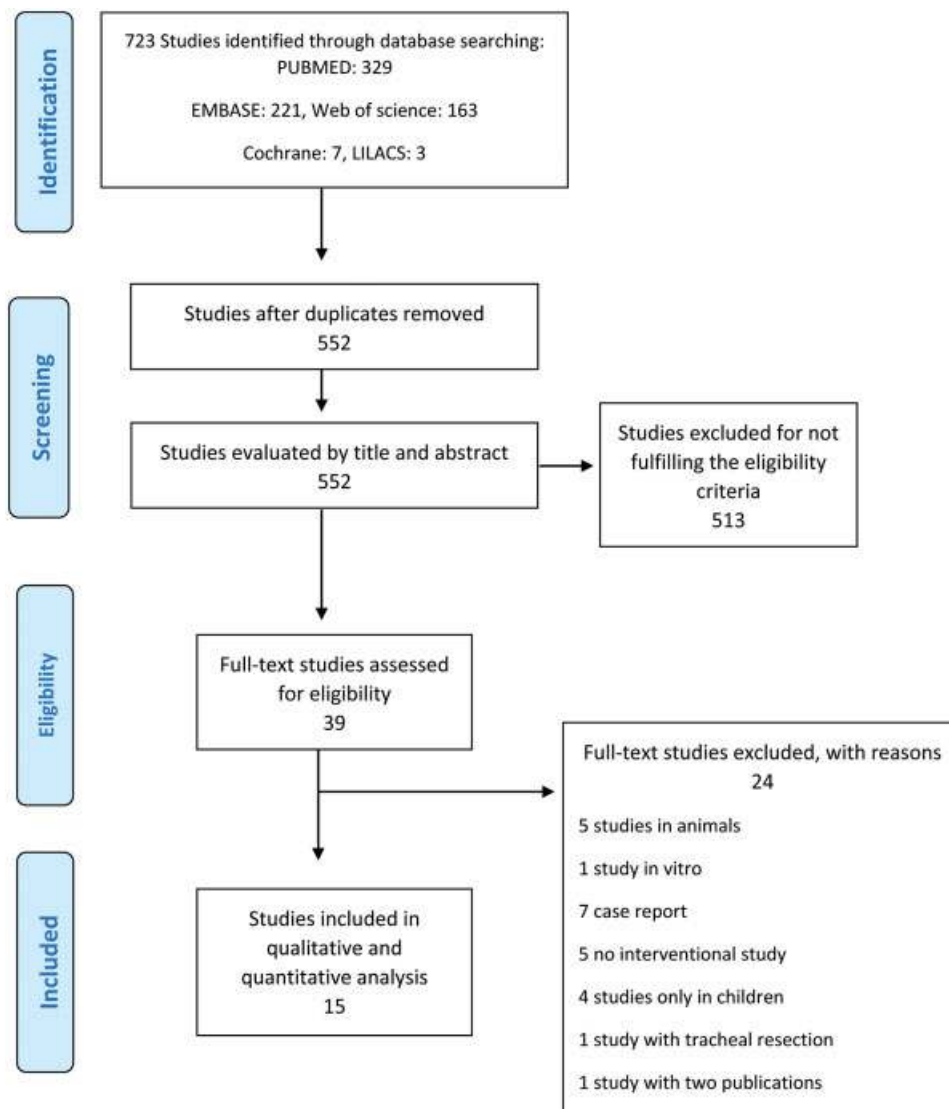 Identification
723 Studies identified through database searching:
PUBMED: 329
EMBASE: 221, Web of science: 163
Cochrane: 7, LILACS: 3
Screening
Studies after duplicates removed
552
Studies evaluated by title and abstract
552
Studies excluded for not
fulfilling the eligibility
criteria
513
Eligibility
Full-text studies assessed
for eligibility
39
Full-text studies excluded, with reasons
24
5 studies in animals
1 study in vitro
7 case report
5 no interventional study
4 studies only in children
1 study with tracheal resection
1 study with two publications
Included
Studies included in
qualitative and
quantitative analysis
15